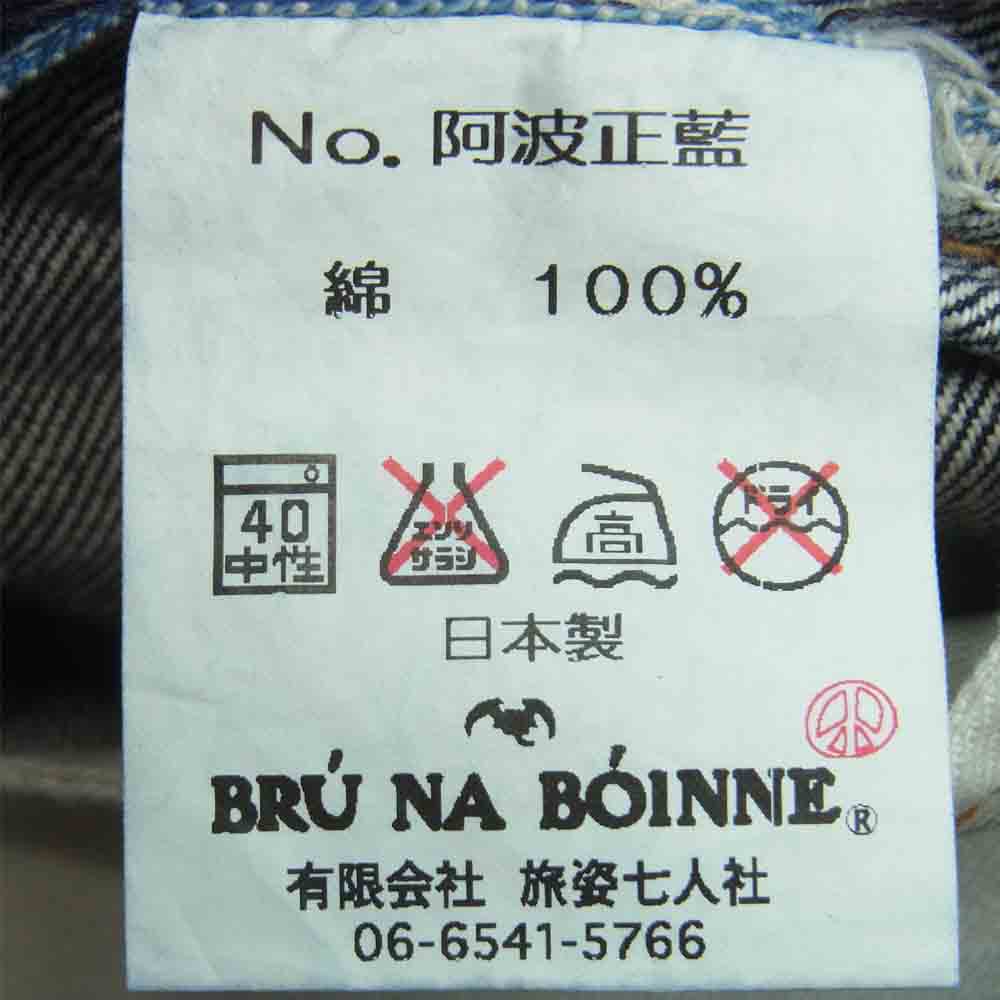 No. 阿波正藍
綿 100%
40 エンソ 高 ドライ
中性 サラシ
日本製
BRÚ NA BÓINNE®
有限会社 旅姿七人社
06-6541-5766